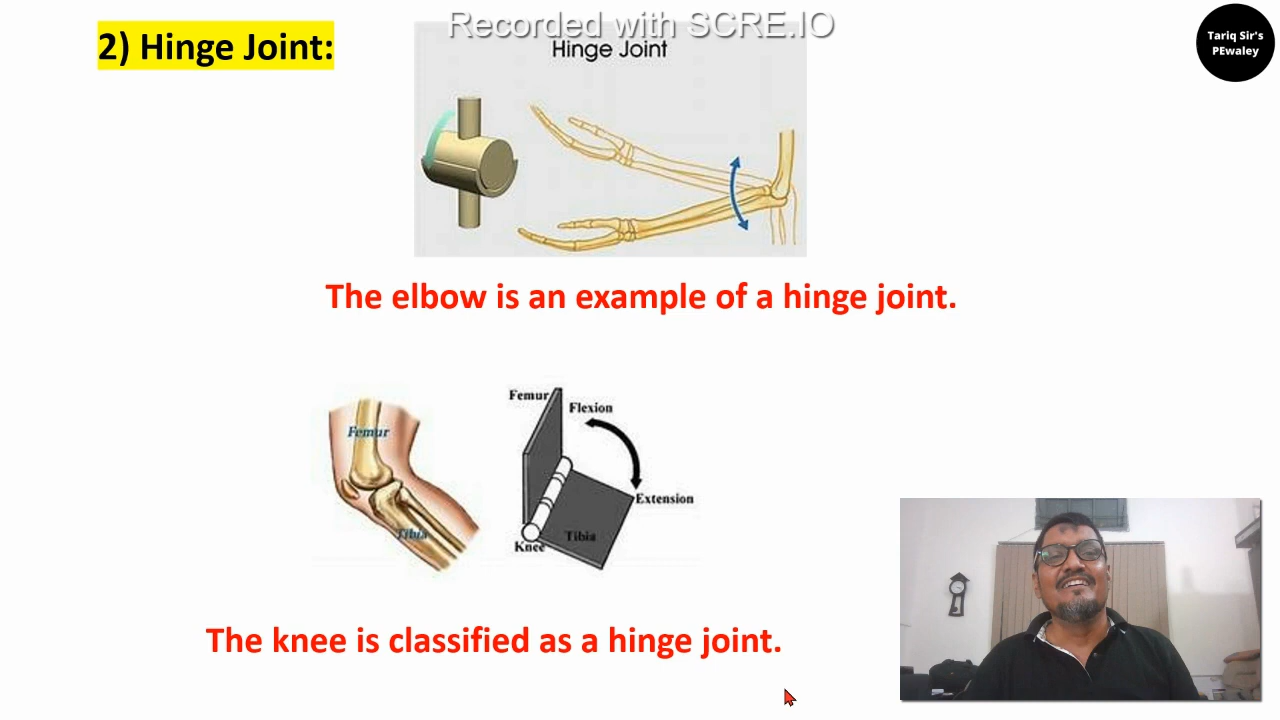 Recorded with SCRE.IO
2) Hinge Joint:
Tariq Sir's
PEwaley
Hinge Joint
The elbow is an example of a hinge joint.
Femur
Tibia
Femur
Flexion
Extension
Tibia
Knee
The knee is classified as a hinge joint.